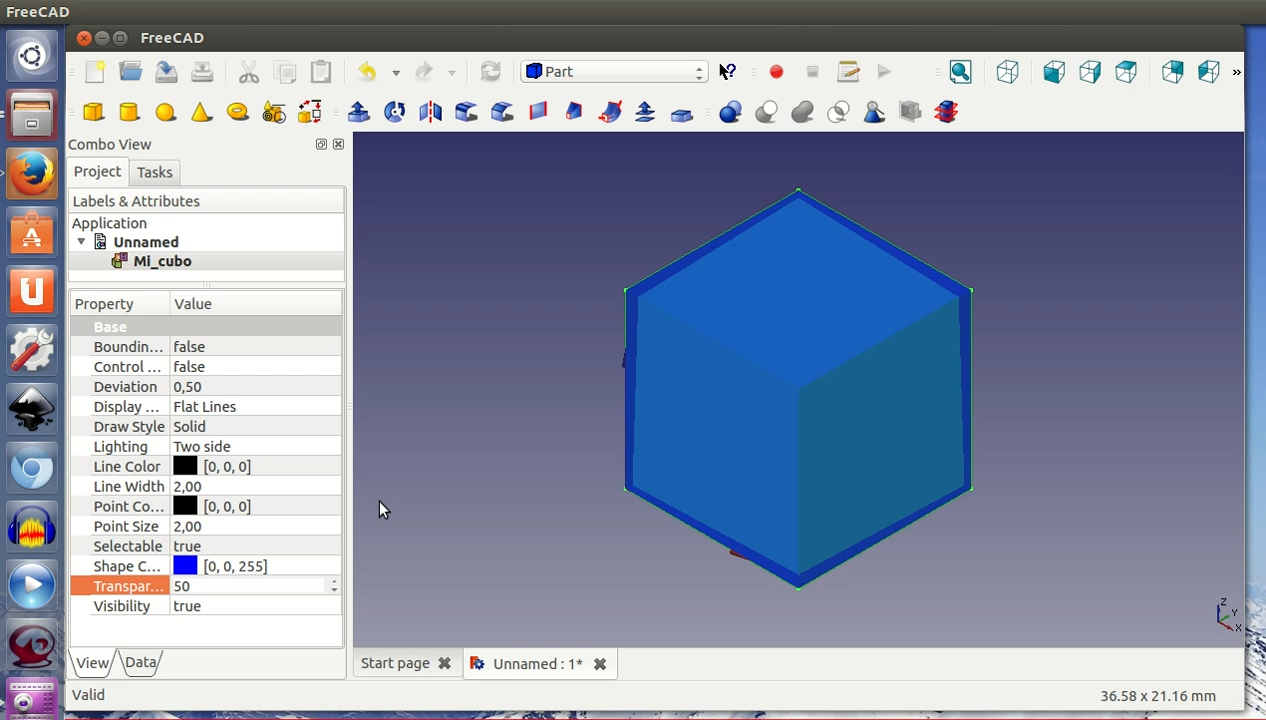 FreeCAD
FreeCAD
Part
»
Combo View
Project
Tasks
Labels & Attributes
Application
Unnamed
Mi_cubo
Property Value
Base
Boundin... false
Control ... false
Deviation 0,50
Display ... Flat Lines
Draw Style Solid
Lighting Two side
Line Color [0, 0, 0]
Line Width 2,00
Point Co... [0, 0, 0]
Point Size 2,00
Selectable true
Shape C... [0, 0, 255]
Transpar... 50
Visibility true
View Data
Z
Y
X
Start page
Unnamed : 1*
Valid
36.58 x 21.16 mm